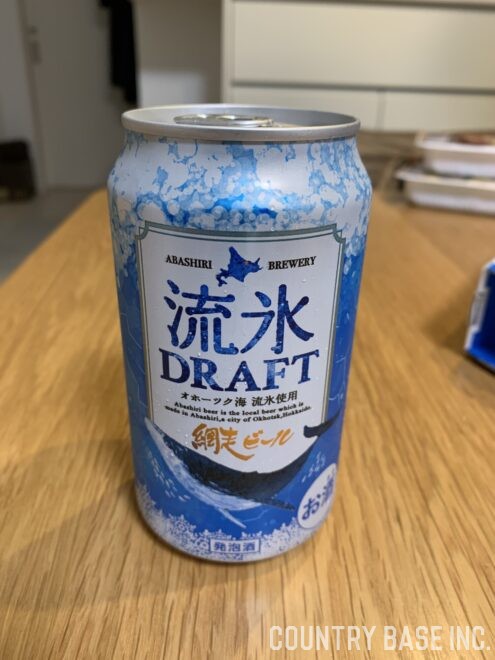 ABASHIRI BREWERY
流氷
DRAFT
オホーツク海 流氷使用
Abashiri beer is the local beer which is
made in Abashiri,a city of Okhotsk,Hokkaido.
網走ビール
お酒
発泡酒
COUNTRY BASE INC.